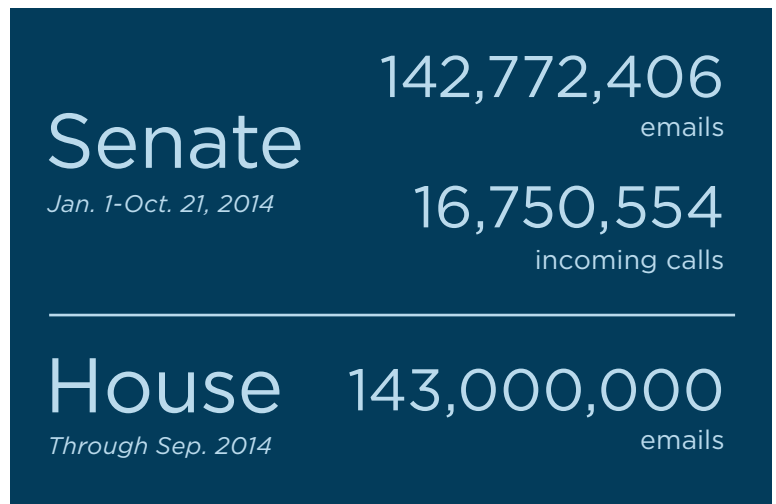 Senate
Jan. 1-Oct. 21, 2014
142,772,406
emails
16,750,554
incoming calls
House
Through Sep. 2014
143,000,000
emails